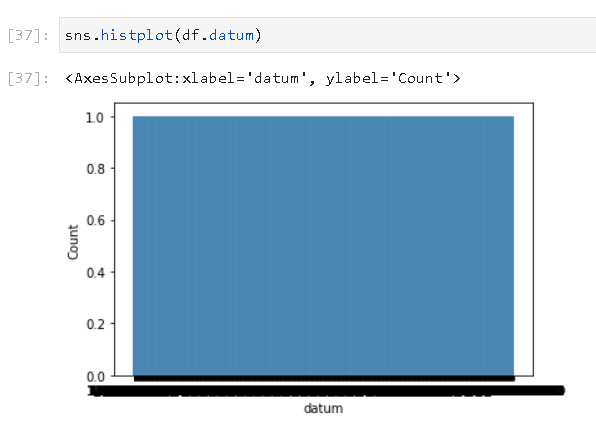 [37]: sns.histplot(df.datum)
[37]: <AxesSubplot:xlabel='datum', ylabel='Count'>
1.0
0.8
0.6
0.4
0.2
0.0
Count
datum